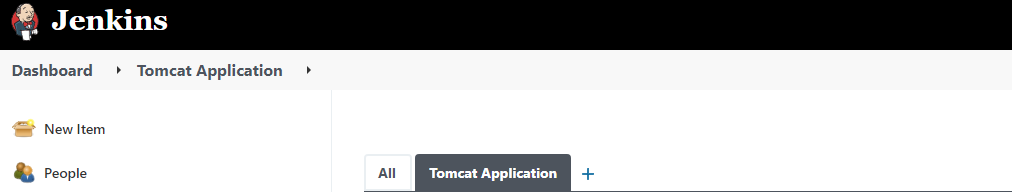 Jenkins
Dashboard Tomcat Application
New Item
People
All Tomcat Application +